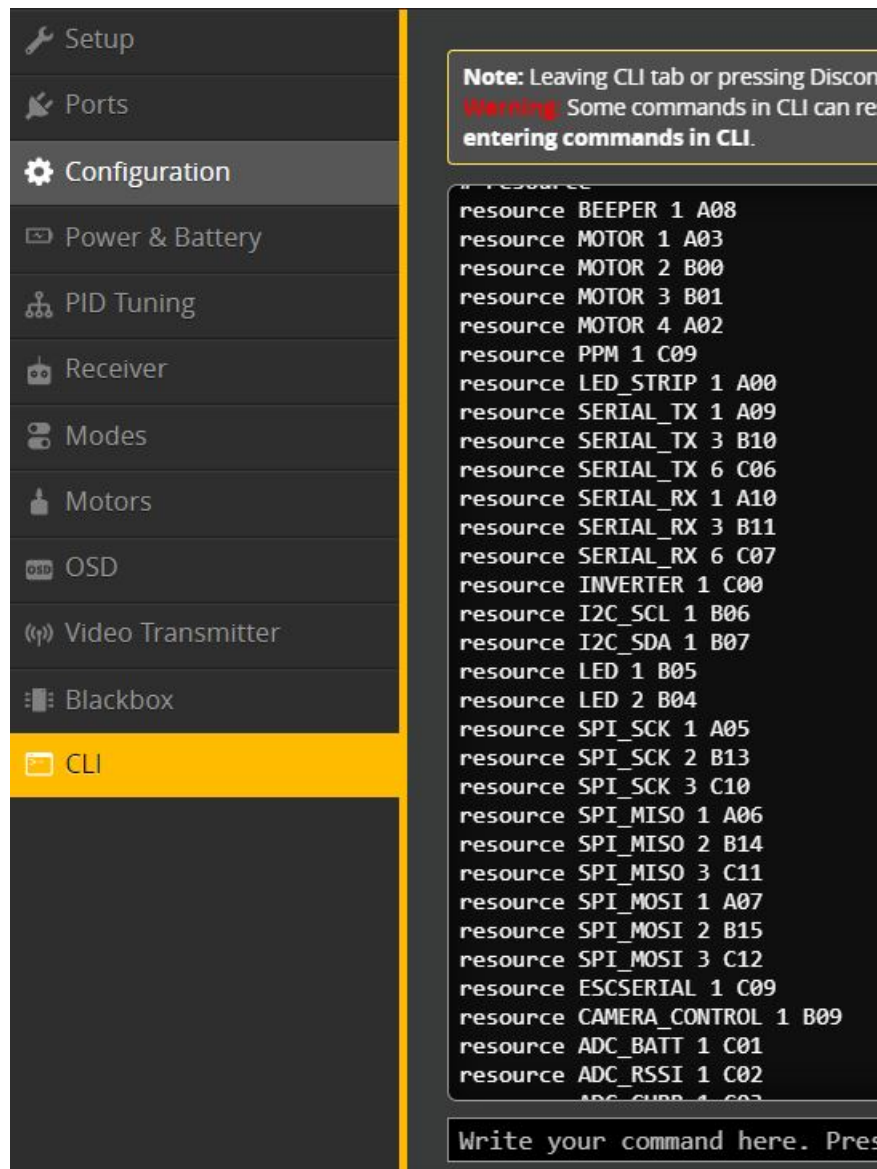 Setup
Ports
Configuration
Power & Battery
PID Tuning
Receiver
Modes
Motors
OSD
OSD
Video Transmitter
Blackbox
CLI
Note: Leaving CLI tab or pressing Discon
Warning: Some commands in CLI can re
entering commands in CLI.
# resource
resource BEEPER 1 A08
resource MOTOR 1 A03
resource MOTOR 2 B00
resource MOTOR 3 B01
resource MOTOR 4 A02
resource PPM 1 C09
resource LED_STRIP 1 A00
resource SERIAL_TX 1 A09
resource SERIAL_TX 3 B10
resource SERIAL_TX 6 C06
resource SERIAL_RX 1 A10
resource SERIAL_RX 3 B11
resource SERIAL_RX 6 C07
resource INVERTER 1 C00
resource I2C_SCL 1 B06
resource I2C_SDA 1 B07
resource LED 1 B05
resource LED 2 B04
resource SPI_SCK 1 A05
resource SPI_SCK 2 B13
resource SPI_SCK 3 C10
resource SPI_MISO 1 A06
resource SPI_MISO 2 B14
resource SPI_MISO 3 C11
resource SPI_MOSI 1 A07
resource SPI_MOSI 2 B15
resource SPI_MOSI 3 C12
resource ESCSERIAL 1 C09
resource CAMERA_CONTROL 1 B09
resource ADC_BATT 1 C01
resource ADC_RSSI 1 C02
Write your command here. Pres